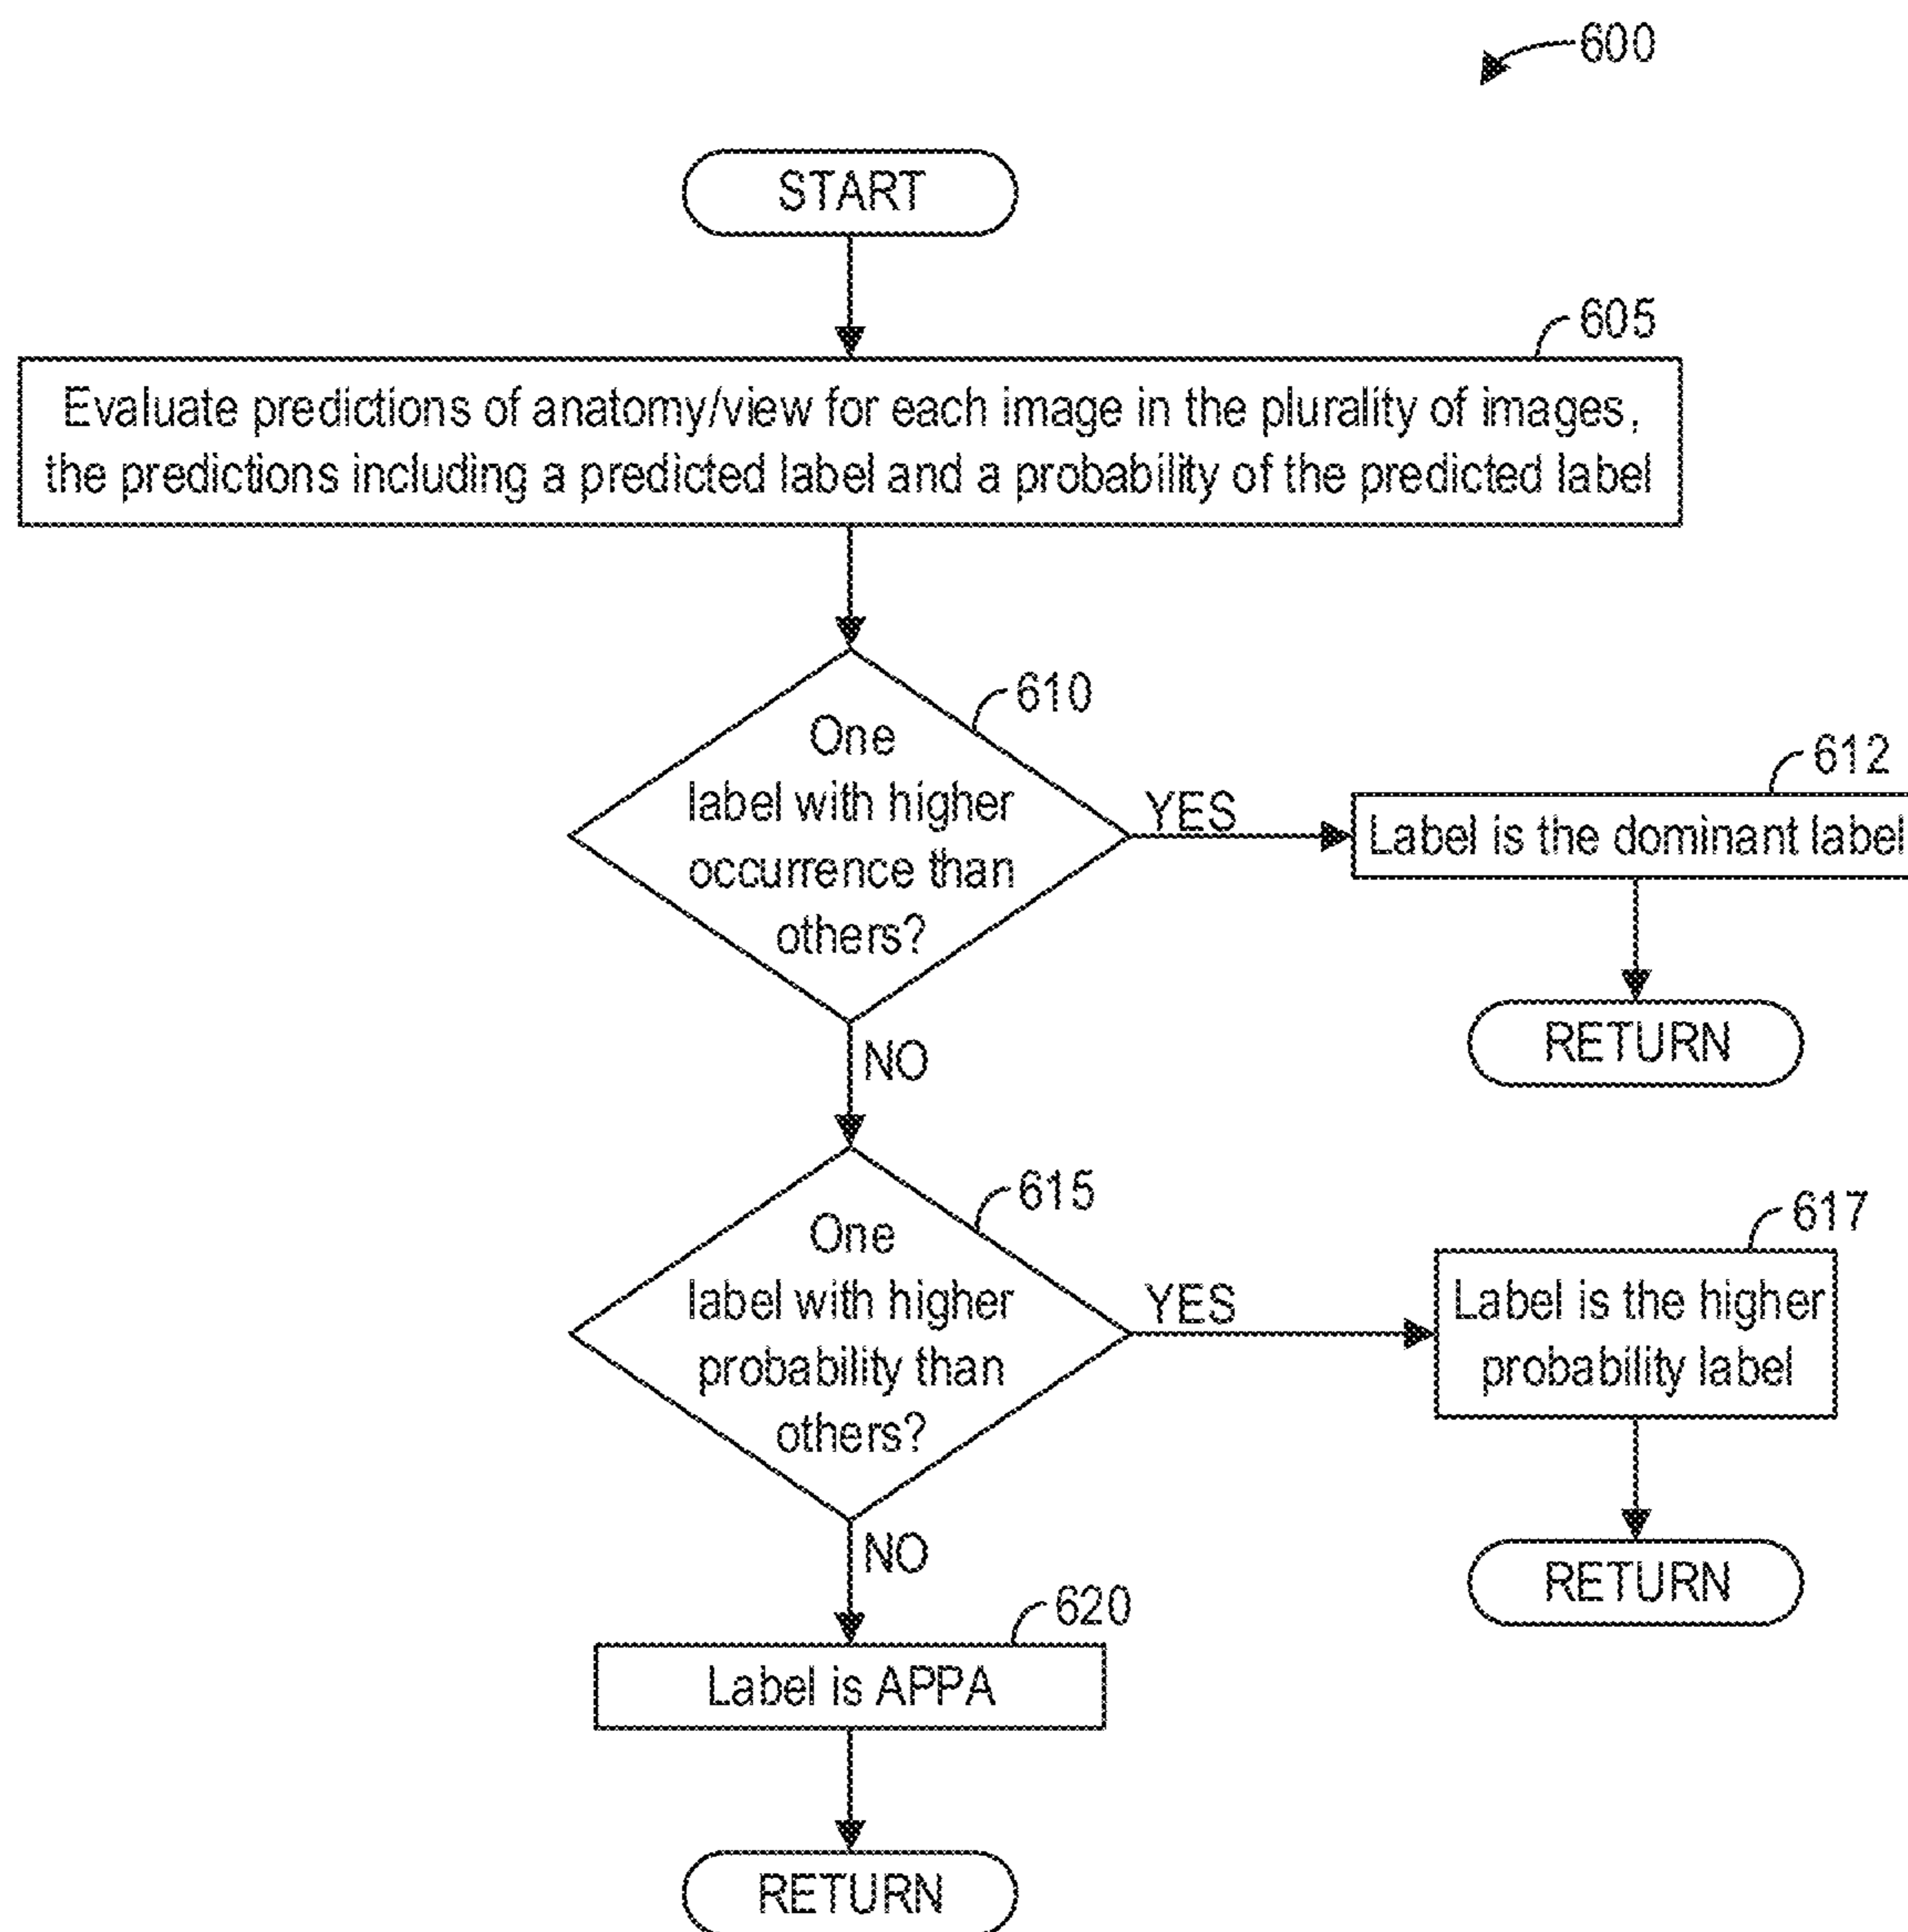 600
START
605
Evaluate predictions of anatomy/view for each image in the plurality of images,
the predictions including a predicted label and a probability of the predicted label
610
One
label with higher
occurrence than
others?
YES
612
Label is the dominant label
RETURN
NO
615
One
label with higher
probability than
others?
YES
617
Label is the higher
probability label
RETURN
NO
620
Label is APPA
RETURN